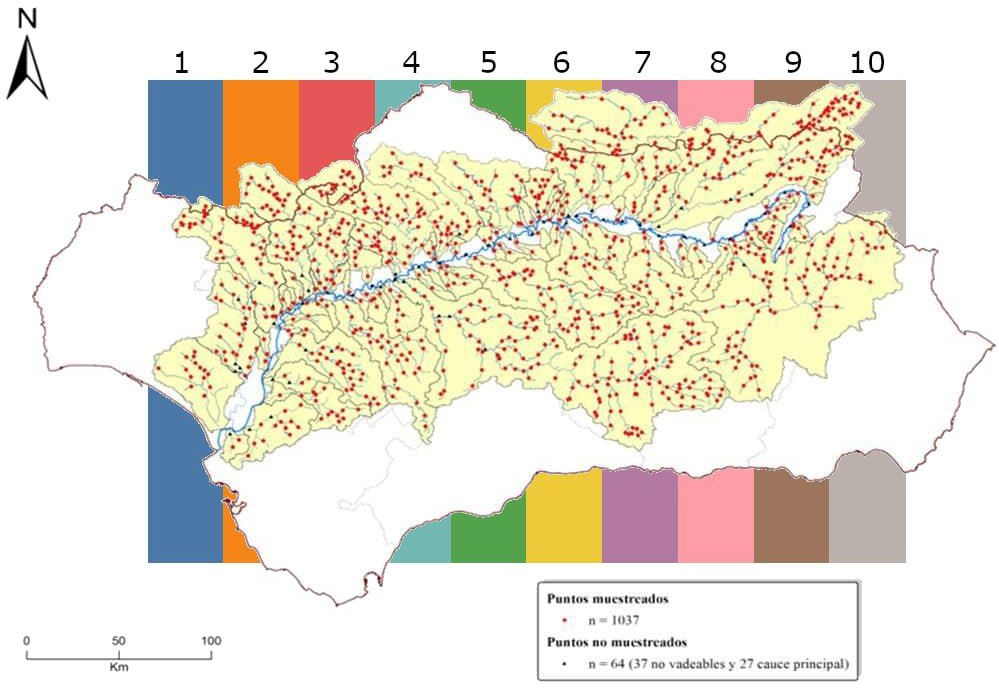 N
1 2 3 4 5 6 7 8 9 10
0 50 100
Km
Puntos muestreados
n = 1037
Puntos no muestreados
n = 64 (37 no vadeables y 27 cauce principal)